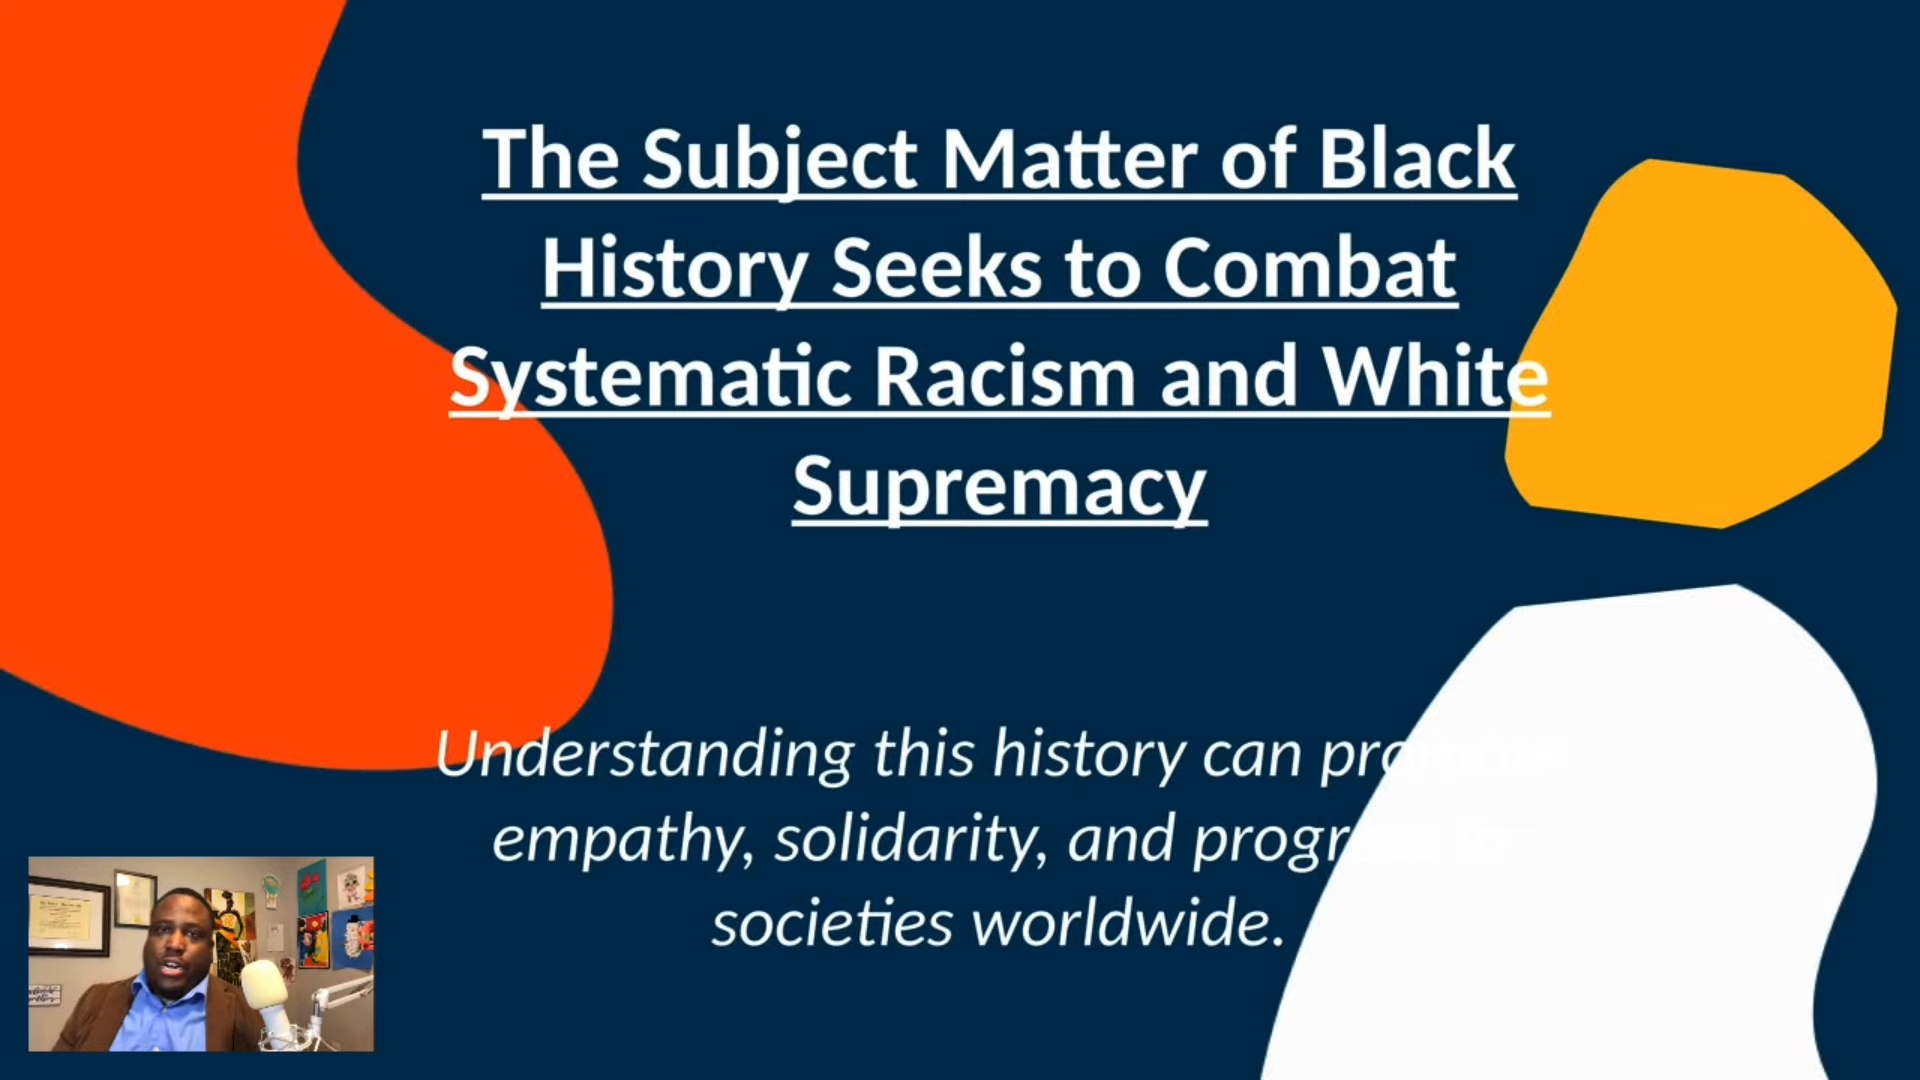 The Subject Matter of Black
History Seeks to Combat
Systematic Racism and White
Supremacy
Understanding this history can
empathy, solidarity, and
societies worldwide.